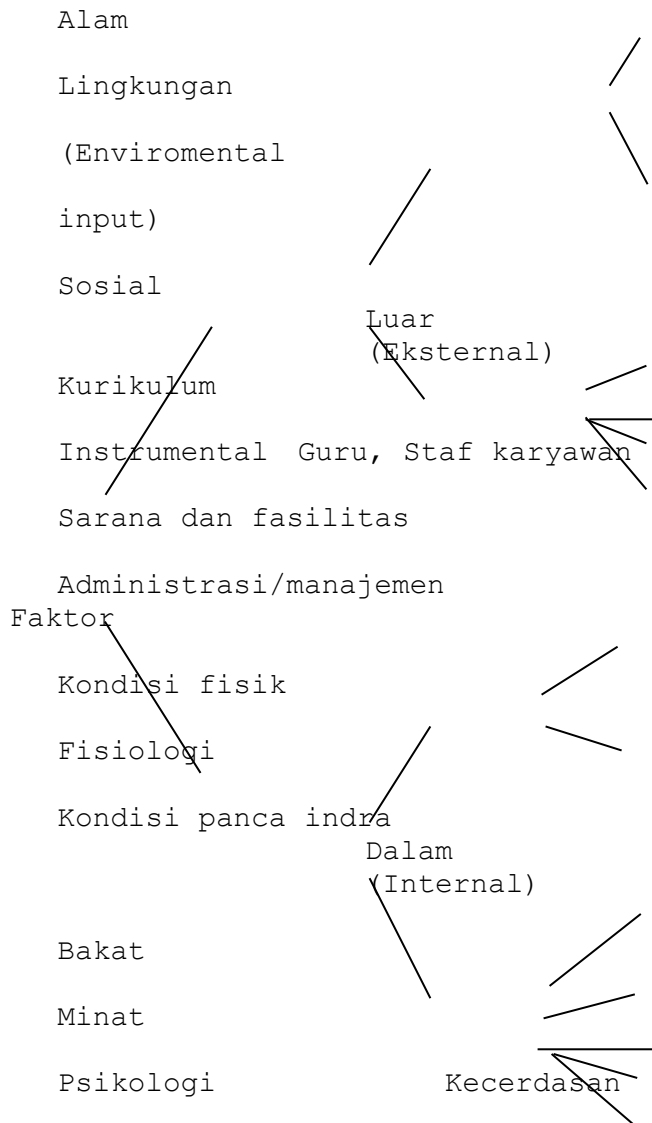 Alam
Lingkungan
(Enviromental
input)
Sosial
Luar
(Eksternal)
Kurikulum
Instrumental  Guru, Staf karyawan
Sarana dan fasilitas
Administrasi/manajemen
Faktor
Kondisi fisik
Fisiologi
Kondisi panca indra
Dalam
(Internal)
Bakat
Minat
Psikologi  Kecerdasan